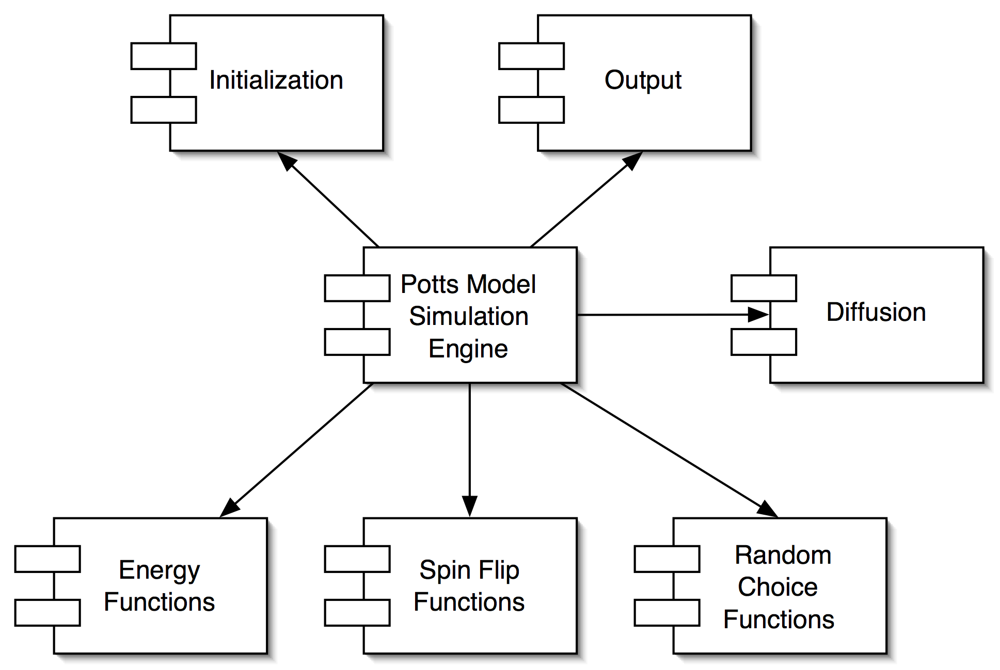 Initialization
Output
Potts Model
Simulation
Engine
Diffusion
Energy
Functions
Spin Flip
Functions
Random
Choice
Functions